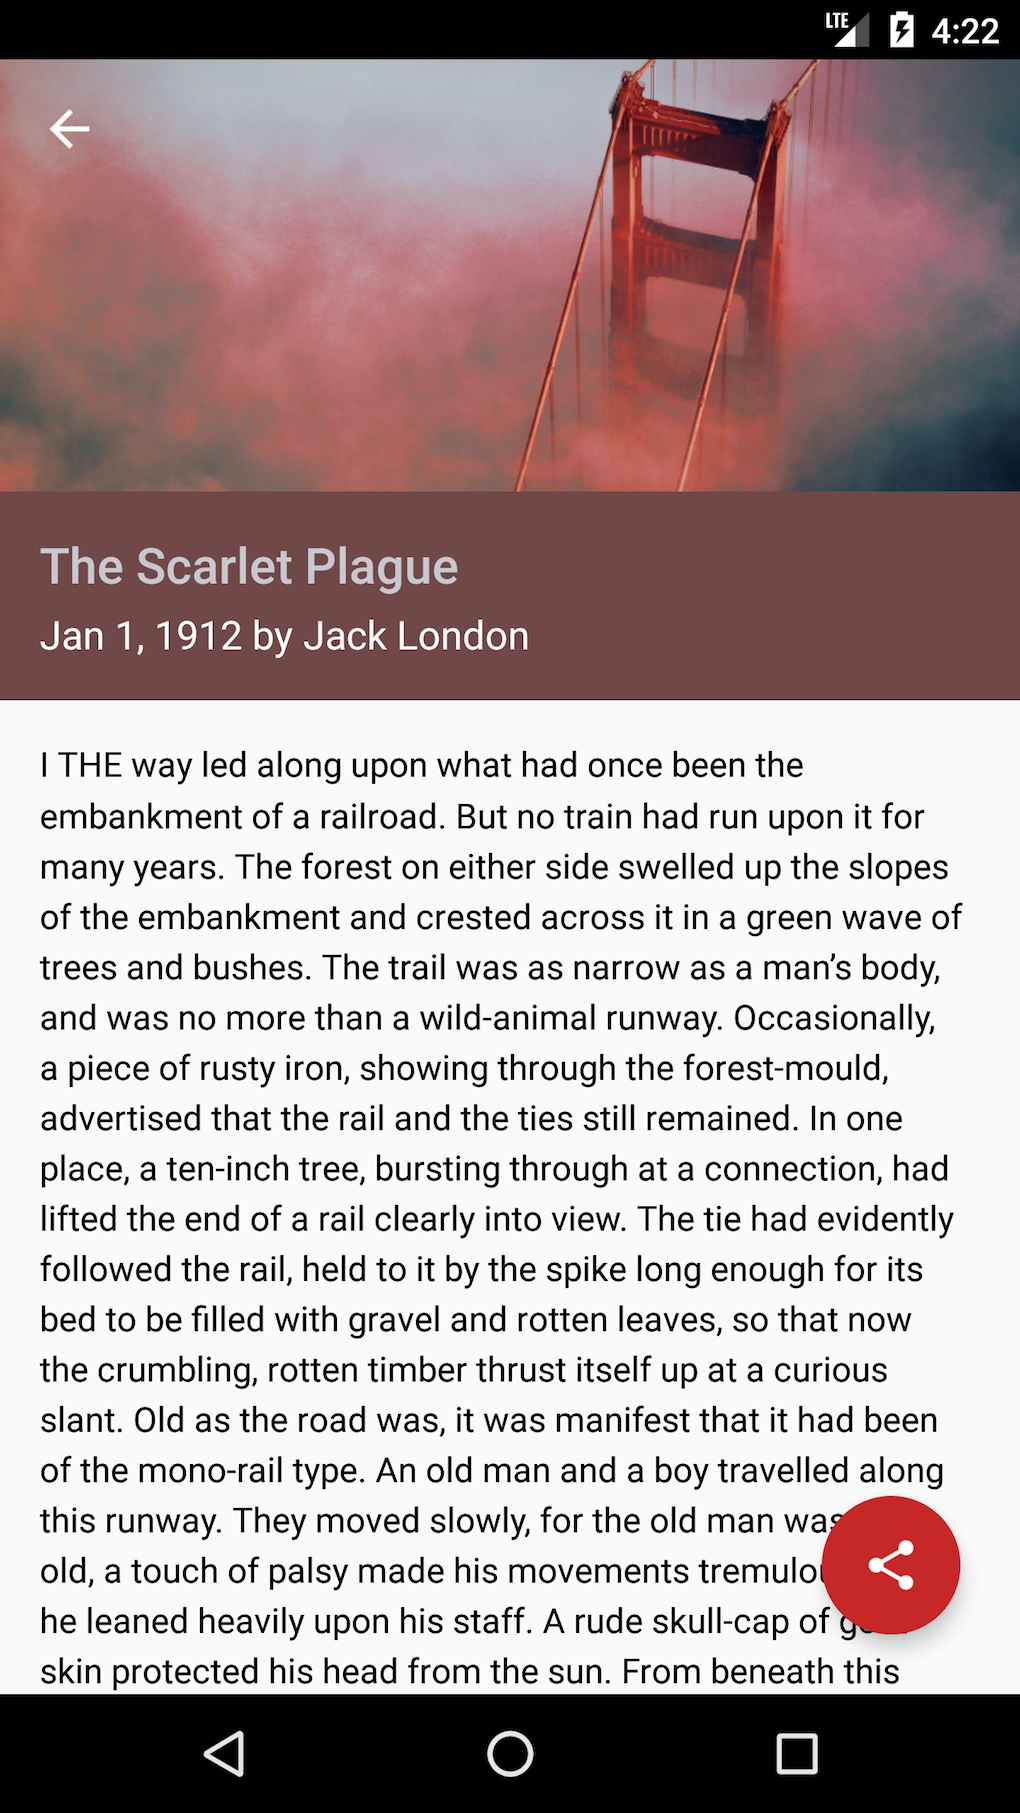 LTE 4:22
The Scarlet Plague
Jan 1, 1912 by Jack London
I THE way led along upon what had once been the
embankment of a railroad. But no train had run upon it for
many years. The forest on either side swelled up the slopes
of the embankment and crested across it in a green wave of
trees and bushes. The trail was as narrow as a man’s body,
and was no more than a wild-animal runway. Occasionally,
a piece of rusty iron, showing through the forest-mould,
advertised that the rail and the ties still remained. In one
place, a ten-inch tree, bursting through at a connection, had
lifted the end of a rail clearly into view. The tie had evidently
followed the rail, held to it by the spike long enough for its
bed to be filled with gravel and rotten leaves, so that now
the crumbling, rotten timber thrust itself up at a curious
slant. Old as the road was, it was manifest that it had been
of the mono-rail type. An old man and a boy travelled along
this runway. They moved slowly, for the old man was
old, a touch of palsy made his movements
he leaned heavily upon his staff. A rude skull-cap of
skin protected his head from the sun. From beneath this